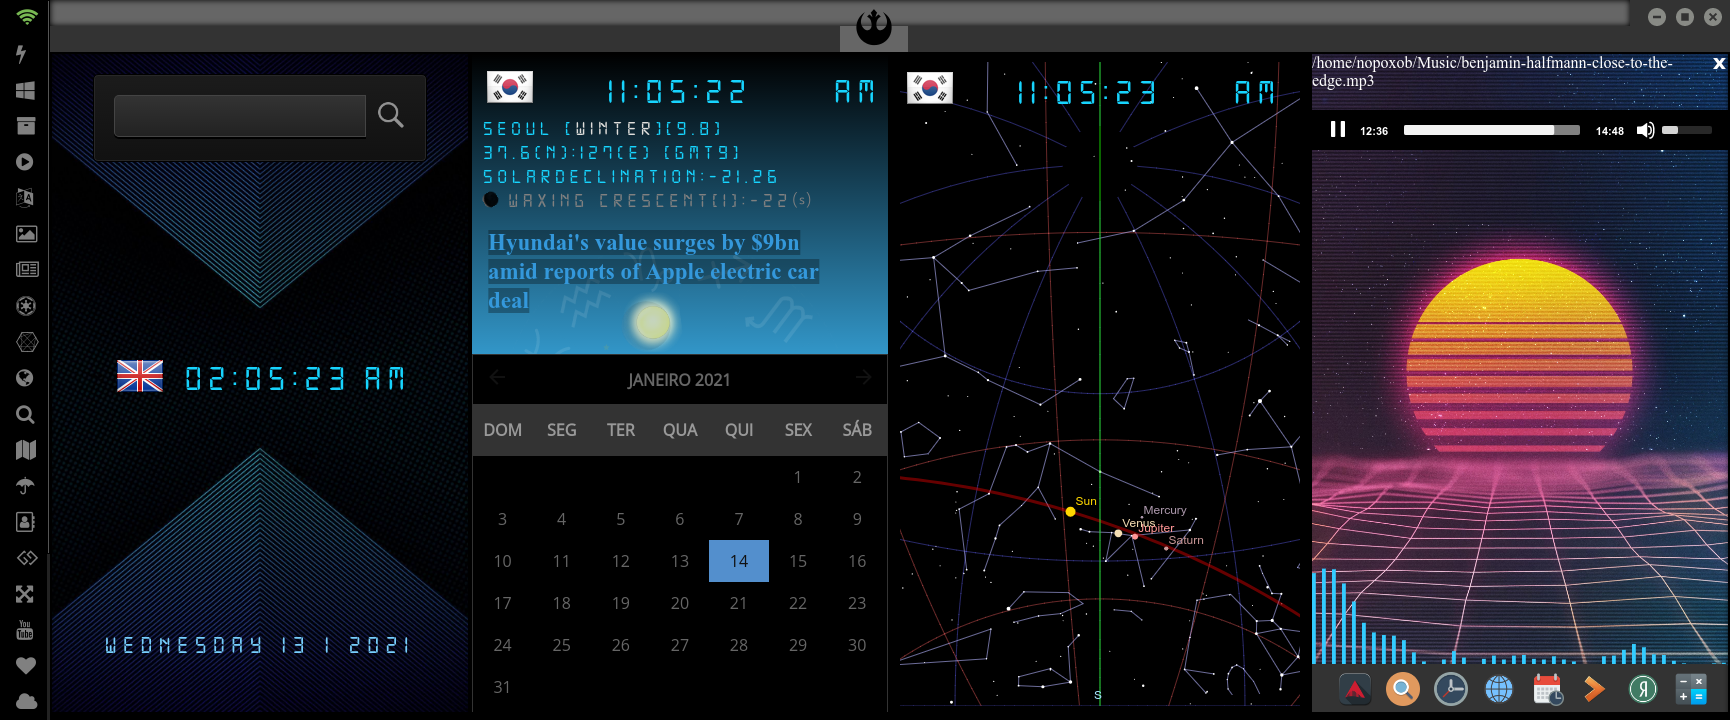 You
Tube
02:05:23 AM
WEDNESDAY 13 1 2021
11:05:22 AM
SEOUL [WINTER][9.8]
37.6(N):127(E) [GMT9]
SOLARDECLINATION:-21.26
WAXING CRESCENT[1]:-22(s)
Hyundai's value surges by $9bn
amid reports of Apple electric car
deal
JANEIRO 2021
DOM SEG TER QUA QUI SEX SÁB
1 2
3 4 5 6 7 8 9
10 11 12 13 14 15 16
17 18 19 20 21 22 23
24 25 26 27 28 29 30
31
11:05:23 AM
Sun
Mercury
Venus
Jupiter
Saturn
S
/home/nopoxob/Music/benjamin-halfmann-close-to-the-
edge.mp3
x
12:36 14:48
Я